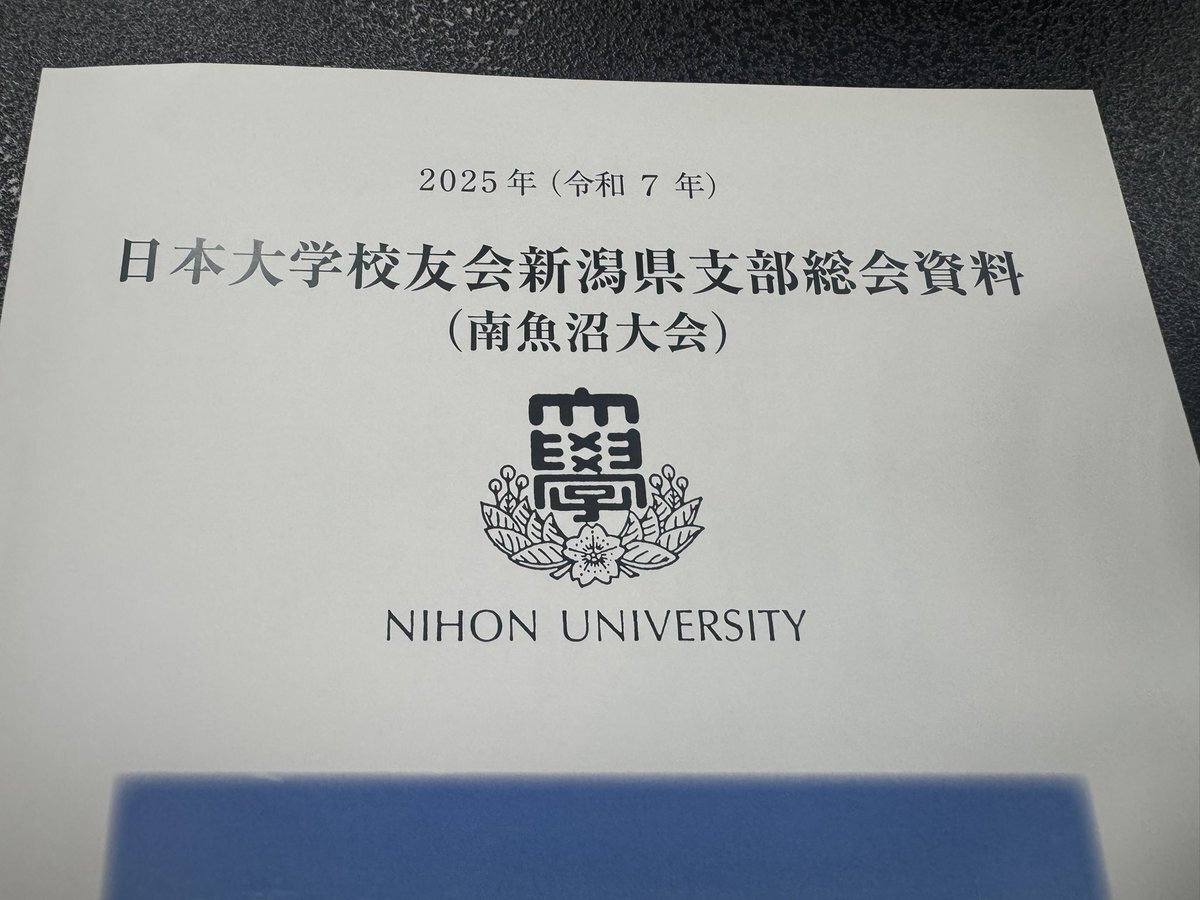 2025年（令和 7 年）
日本大学校友会新潟県支部総会資料
（南魚沼大会）
大學
NIHON UNIVERSITY